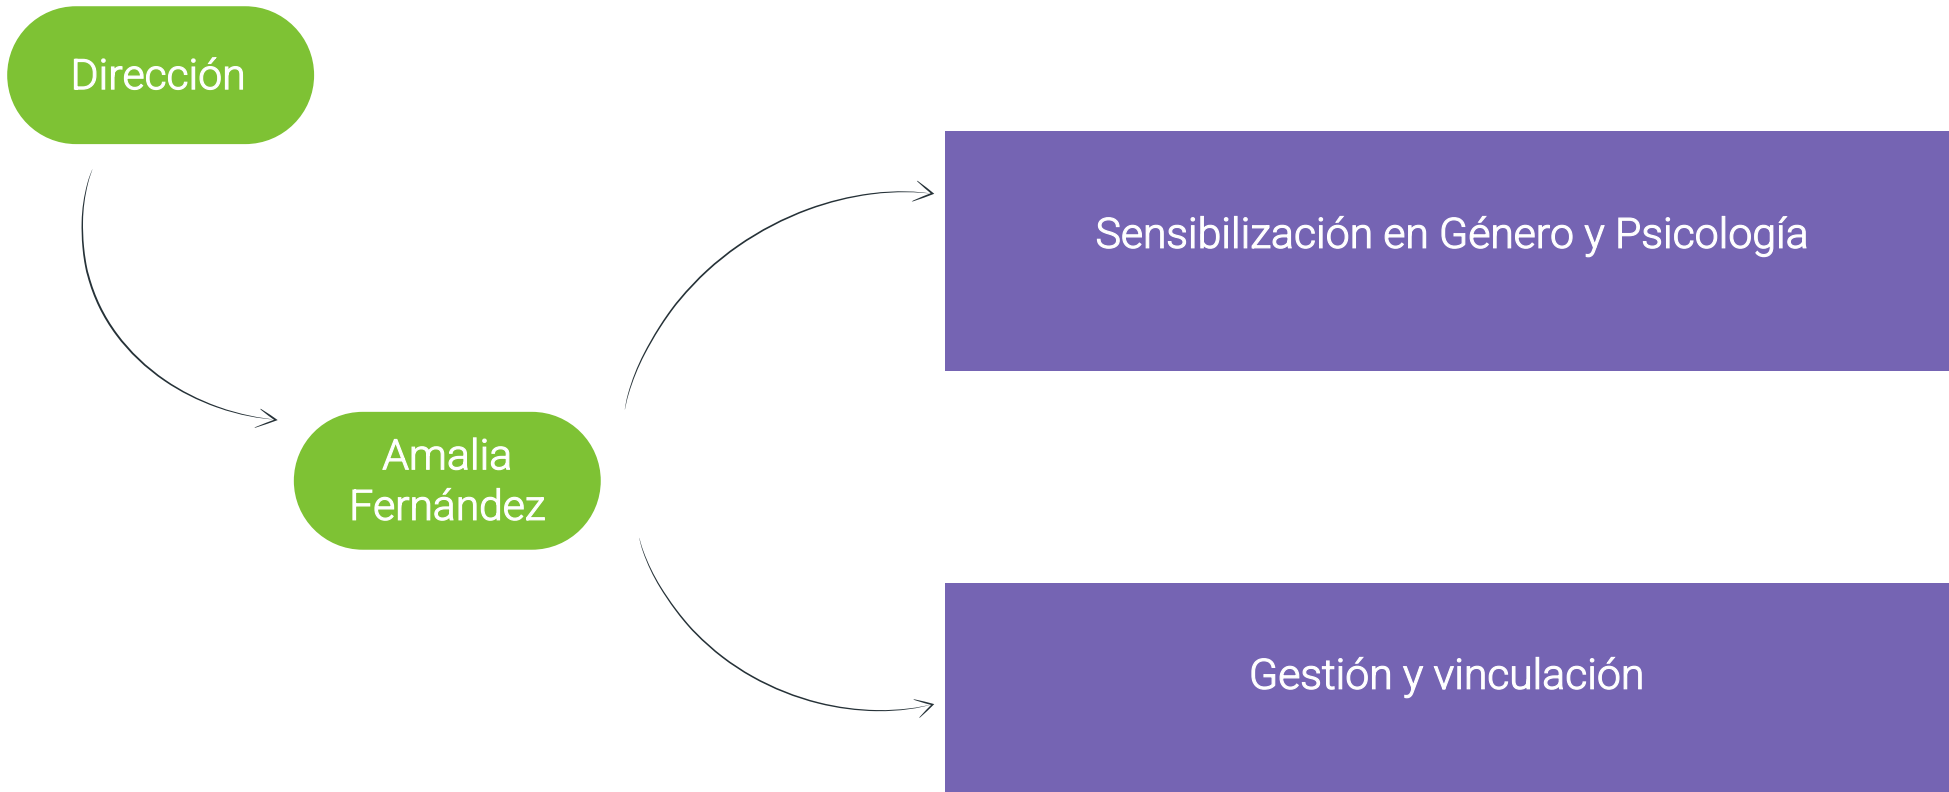 Dirección
Sensibilización en Género y Psicología
Amalia
Fernández
Gestión y vinculación